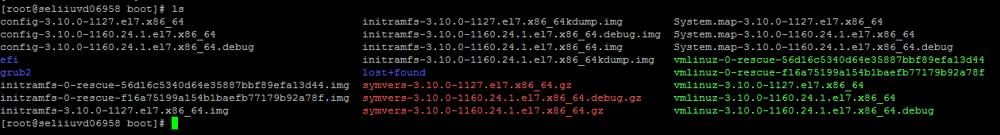 [root@seliiuvd06958 boot]# ls
config-3.10.0-1127.el7.x86_64 initramfs-3.10.0-1127.el7.x86_64kdump.img System.map-3.10.0-1127.el7.x86_64
config-3.10.0-1160.24.1.el7.x86_64 initramfs-3.10.0-1160.24.1.el7.x86_64.debug.img System.map-3.10.0-1160.24.1.el7.x86_64
config-3.10.0-1160.24.1.el7.x86_64.debug initramfs-3.10.0-1160.24.1.el7.x86_64.img System.map-3.10.0-1160.24.1.el7.x86_64.debug
efi initramfs-3.10.0-1160.24.1.el7.x86_64kdump.img vmlinuz-0-rescue-56d16c5340d64e35887bbf89efa13d44
grub2 lost+found vmlinuz-0-rescue-f16a75199a154b1baefb77179b92a78f
initramfs-0-rescue-56d16c5340d64e35887bbf89efa13d44.img symvers-3.10.0-1127.el7.x86_64.gz vmlinuz-3.10.0-1127.el7.x86_64
initramfs-0-rescue-f16a75199a154b1baefb77179b92a78f.img symvers-3.10.0-1160.24.1.el7.x86_64.debug.gz vmlinuz-3.10.0-1160.24.1.el7.x86_64
initramfs-3.10.0-1127.el7.x86_64.img symvers-3.10.0-1160.24.1.el7.x86_64.gz vmlinuz-3.10.0-1160.24.1.el7.x86_64.debug
[root@seliiuvd06958 boot]#